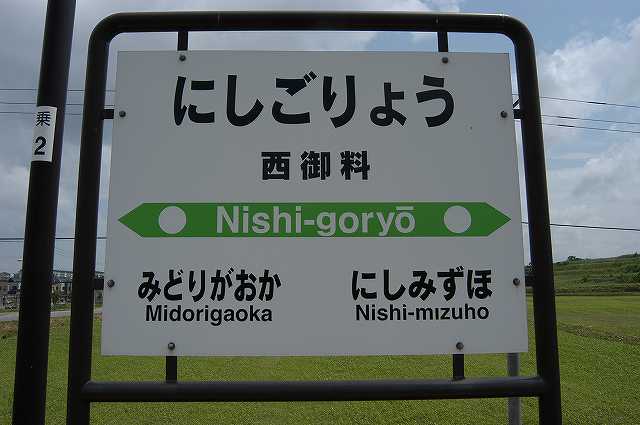 にしごりょう
西御料
Nishi-goryō
みどりがおか
Midorigaoka
にしみずほ
Nishi-mizuho
乗
2